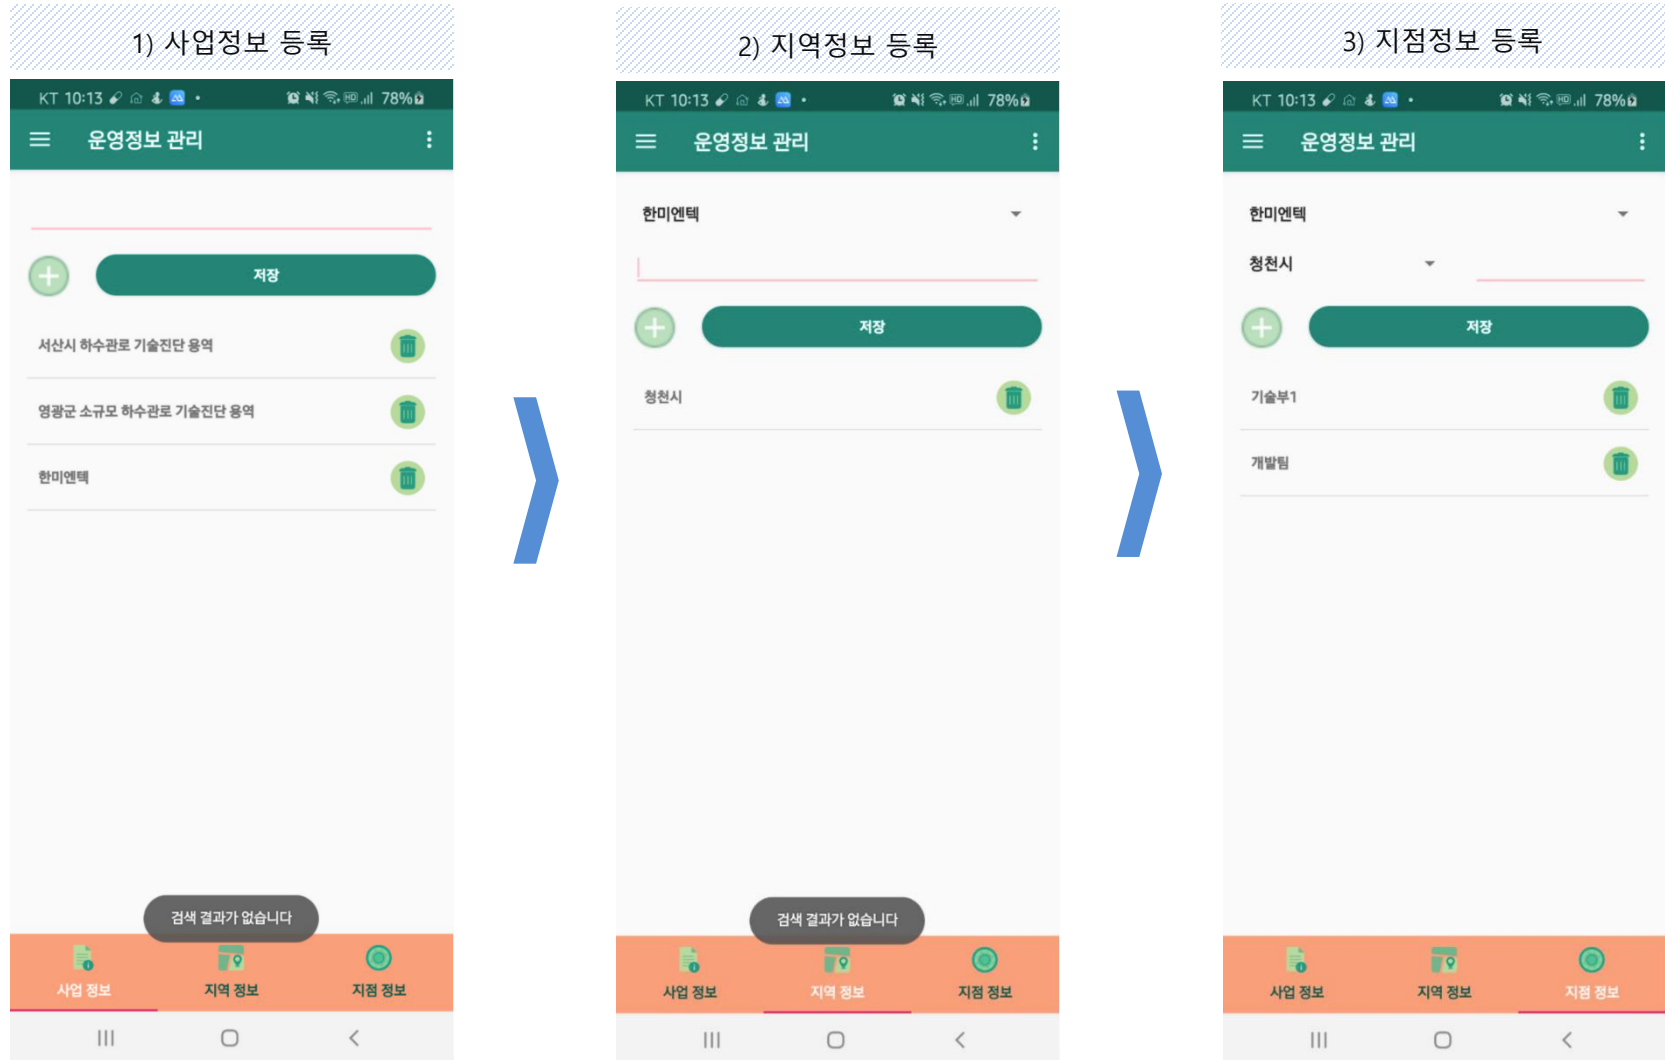 1) 사업정보 등록
KT 10:13
78%
운영정보 관리
저장
서산시 하수관로 기술진단 용역
영광군 소규모 하수관로 기술진단 용역
한미엔텍
검색 결과가 없습니다
사업 정보
지역 정보
지점 정보
2) 지역정보 등록
KT 10:13
78%
운영정보 관리
한미엔텍
저장
청천시
검색 결과가 없습니다
사업 정보
지역 정보
지점 정보
3) 지점정보 등록
KT 10:13
78%
운영정보 관리
한미엔텍
청천시
저장
기술부1
개발팀
사업 정보
지역 정보
지점 정보